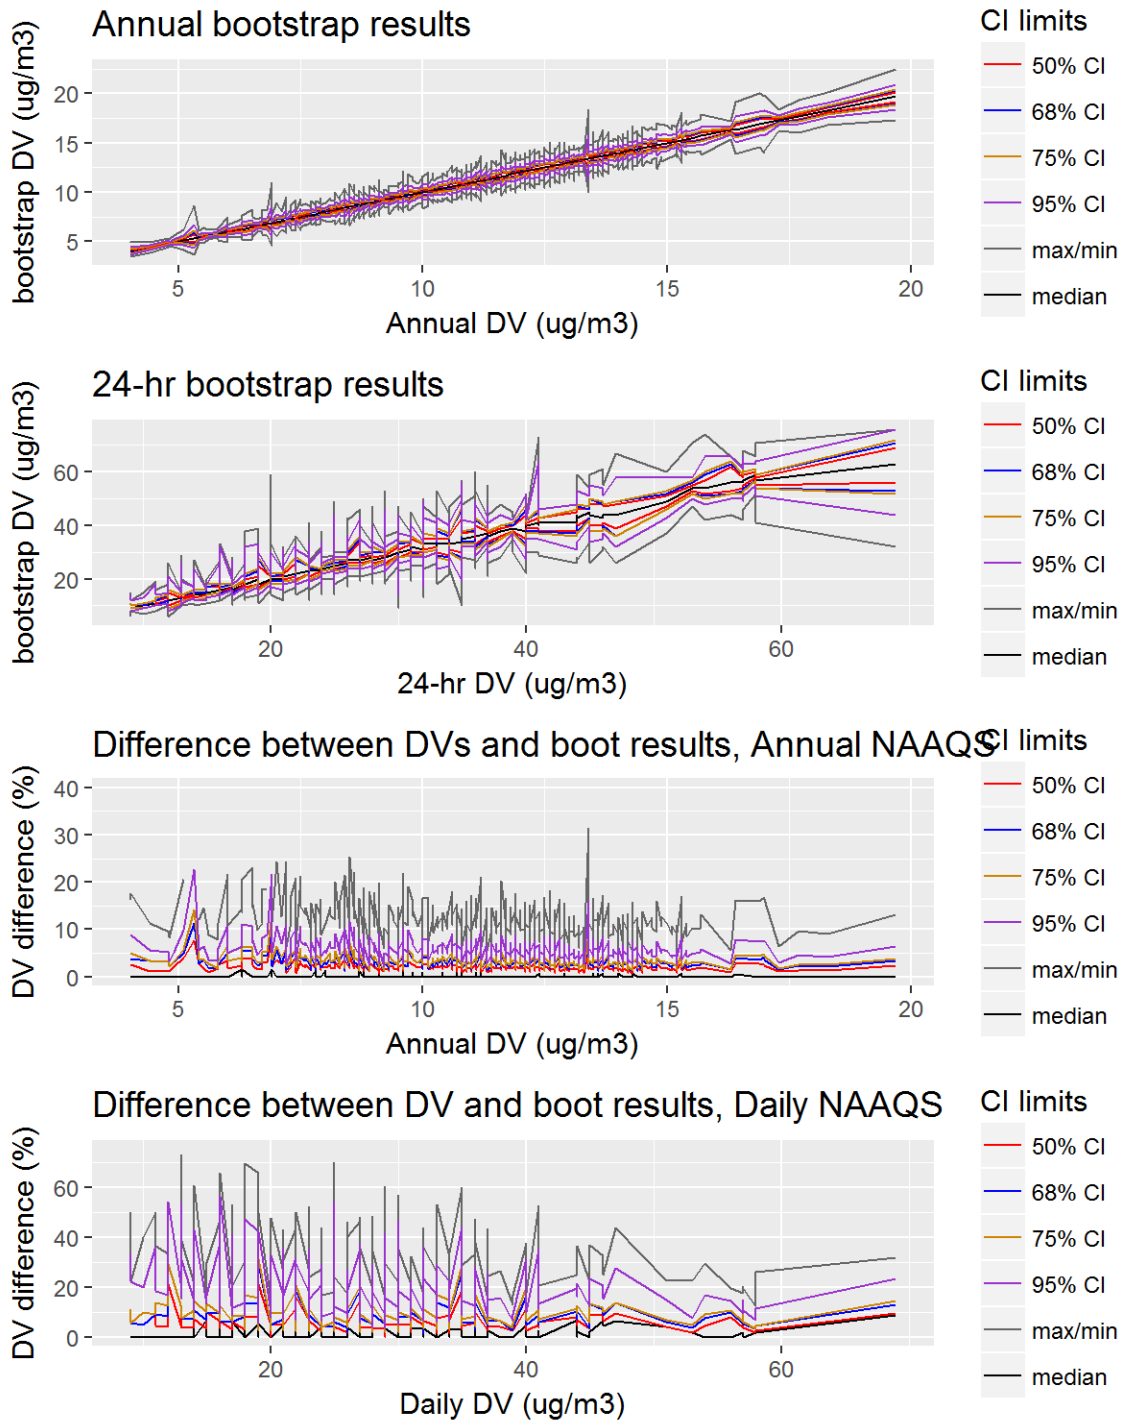 Annual bootstrap results
bootstrap DV (ug/m3)
20
15
10
5
5 10 15 20
Annual DV (ug/m3)
CI limits
50% CI
68% CI
75% CI
95% CI
max/min
median
24-hr bootstrap results
bootstrap DV (ug/m3)
60
40
20
20 40 60
24-hr DV (ug/m3)
CI limits
50% CI
68% CI
75% CI
95% CI
max/min
median
Difference between DVs and boot results, Annual NAAQS
DV difference (%)
40
30
20
10
0
5 10 15 20
Annual DV (ug/m3)
CI limits
50% CI
68% CI
75% CI
95% CI
max/min
median
Difference between DV and boot results, Daily NAAQS
DV difference (%)
60
40
20
0
20 40 60
Daily DV (ug/m3)
CI limits
50% CI
68% CI
75% CI
95% CI
max/min
median